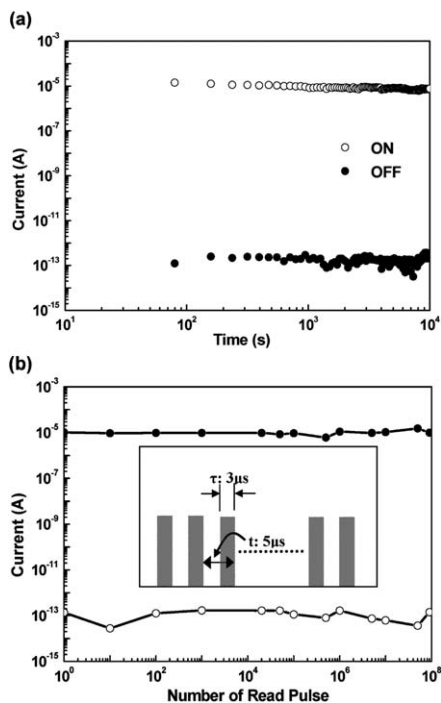 (a)
10⁻³
10⁻⁵
10⁻⁷
10⁻⁹
10⁻¹¹
10⁻¹³
10⁻¹⁵
Current (A)
ON
OFF
10¹ 10² 10³ 10⁴
Time (s)
(b)
10⁻³
10⁻⁵
10⁻⁷
10⁻⁹
10⁻¹¹
10⁻¹³
10⁻¹⁵
Current (A)
τ: 3μs
t: 5μs
10⁰ 10² 10⁴ 10⁶ 10⁸
Number of Read Pulse